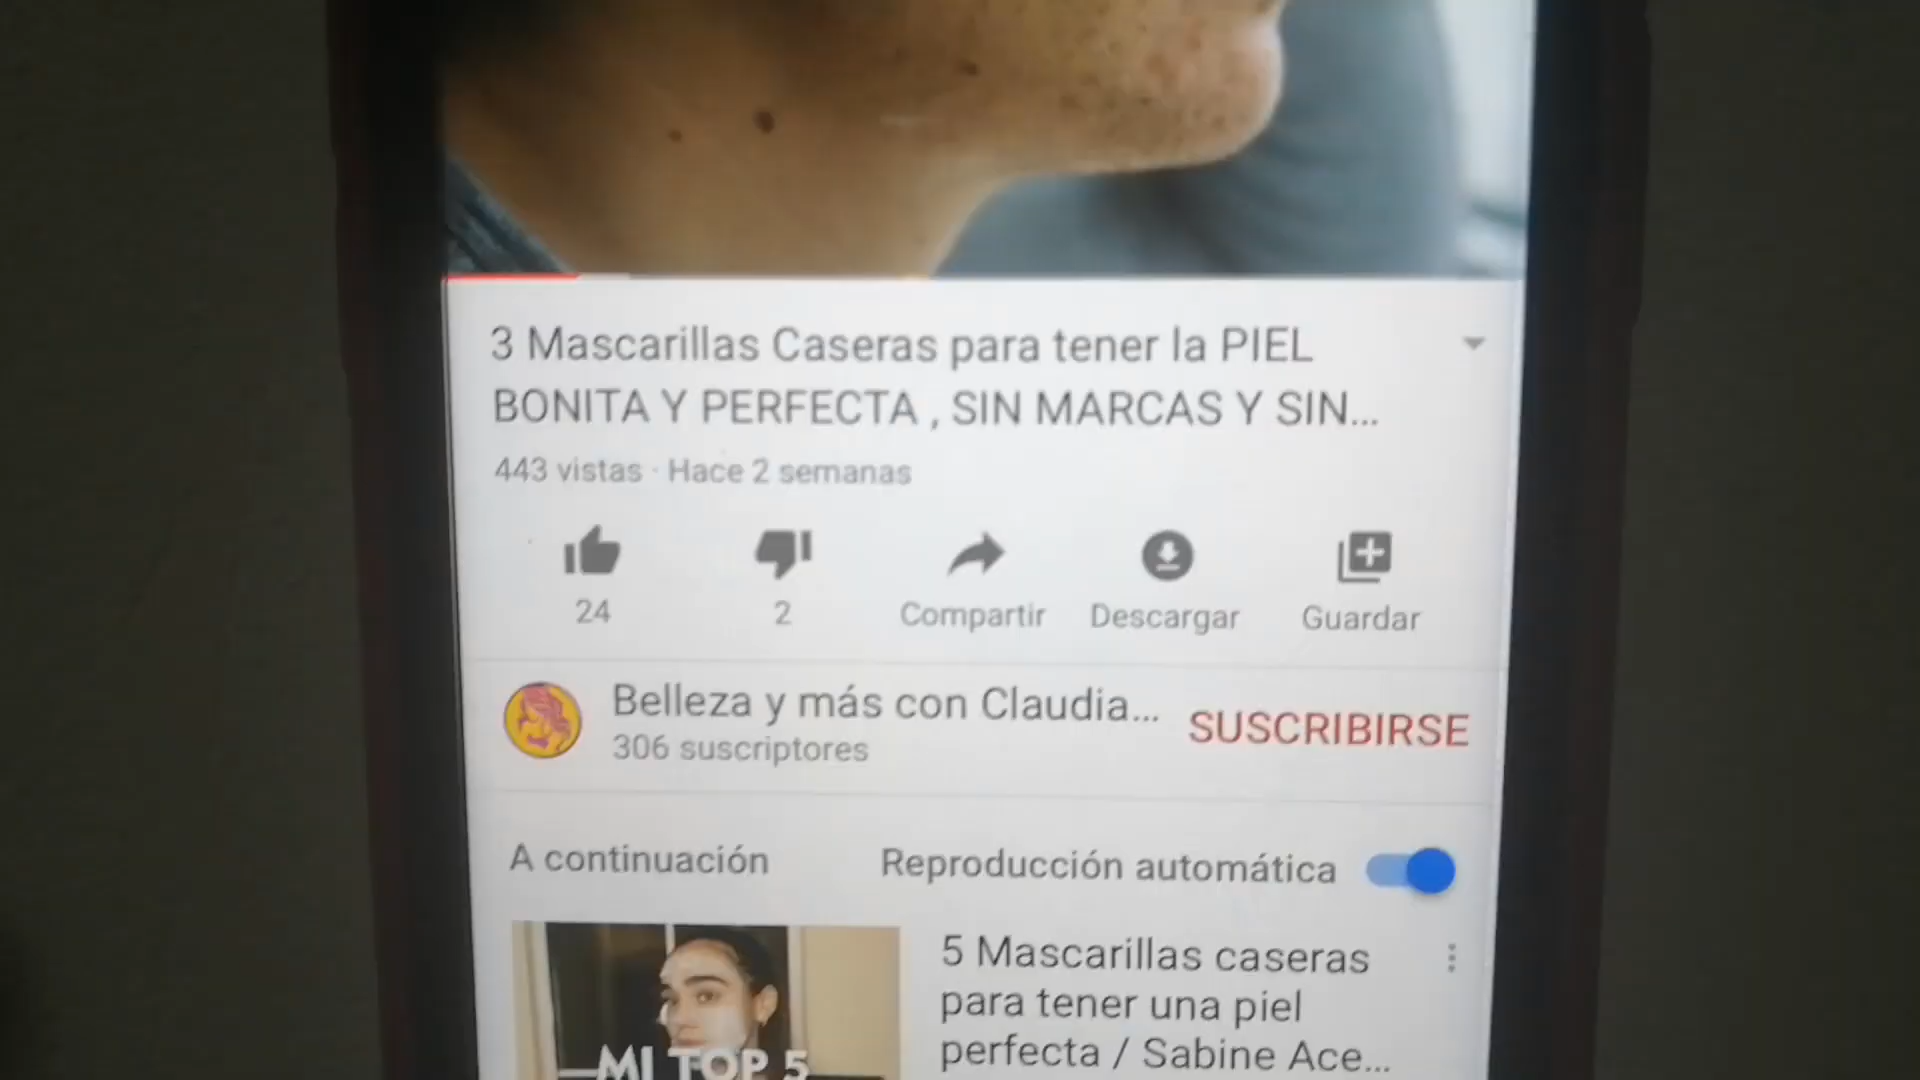 3 Mascarillas Caseras para tener la PIEL
BONITA Y PERFECTA , SIN MARCAS Y SIN...
443 vistas · Hace 2 semanas
24
2
Compartir
Descargar
Guardar
Belleza y más con Claudia...
306 suscriptores
SUSCRIBIRSE
A continuación
Reproducción automática
MI TOP 5
5 Mascarillas caseras
para tener una piel
perfecta / Sabine Ace...